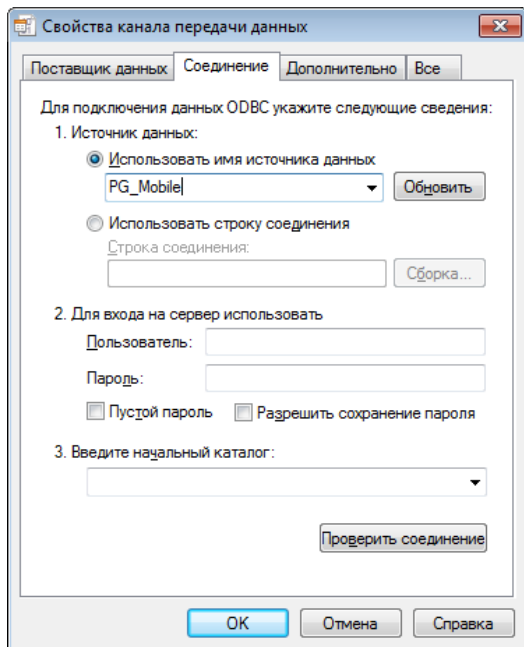 Свойства канала передачи данных
Поставщик данных Соединение Дополнительно Все
Для подключения данных ODBC укажите следующие сведения:
1. Источник данных:
Использовать имя источника данных
PG_Mobile Обновить
Использовать строку соединения
Строка соединения:
Сборка...
2. Для входа на сервер использовать
Пользователь:
Пароль:
Пустой пароль Разрешить сохранение пароля
3. Введите начальный каталог:
Проверить соединение
OK Отмена Справка